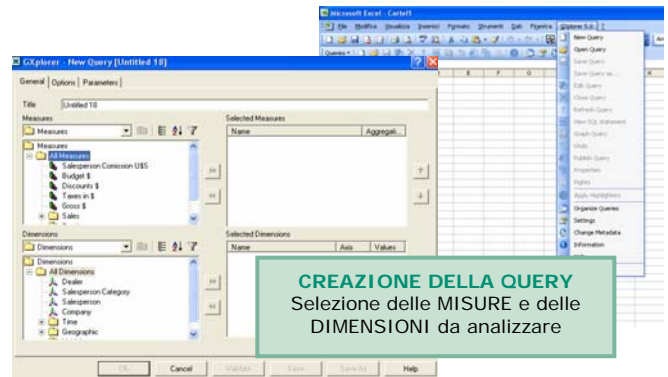 Microsoft Excel - Cartel1
File Modifica Visualizza Inserisci Formato Strumenti Dati Finestra GXplorer 5.0 ?
Queries
New Query
Open Query
Save Query
Save Query as...
Edit Query
Close Query
Refresh Query
New SQL statement
Graph Query
Undo
Publish Query
Properties
Rights
Apply Highlighters
Organize Queries
Settings
Change Metadata
Information
E F G K
GXplorer - New Query [Untitled 18]
General Options Parameters
Title Untitled 18
Measures Selected Measures
Measures Name Aggregati...
Measures
All Measures
Salesperson Comission U$S
Budget $
Discounts $
Taxes in $
Gross $
Sales
Dimensions Selected Dimensions
Dimensions Name Axis Values
Dimensions
All Dimensions
Dealer
Salesperson Category
Salesperson
Company
Time
Geographic
OK Cancel Validate Save Save As Help
CREAZIONE DELLA QUERY
Selezione delle MISURE e delle
DIMENSIONI da analizzare